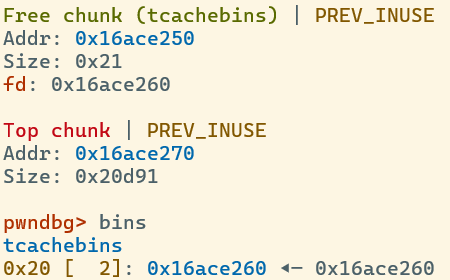 Free chunk (tcachebins) | PREV_INUSE
Addr: 0x16ace250
Size: 0x21
fd: 0x16ace260
Top chunk | PREV_INUSE
Addr: 0x16ace270
Size: 0x20d91
pwndbg> bins
tcachebins
0x20 [  2]: 0x16ace260 ◂— 0x16ace260